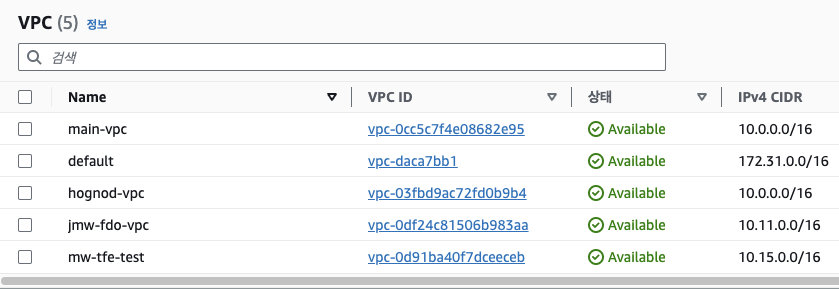 VPC (5) 정보
검색
Name VPC ID 상태 IPv4 CIDR
main-vpc vpc-0cc5c7f4e08682e95 Available 10.0.0.0/16
default vpc-daca7bb1 Available 172.31.0.0/16
hognod-vpc vpc-03fbd9ac72fd0b9b4 Available 10.0.0.0/16
jmw-fdo-vpc vpc-0df24c81506b983aa Available 10.11.0.0/16
mw-tfe-test vpc-0d91ba40f7dceeceb Available 10.15.0.0/16